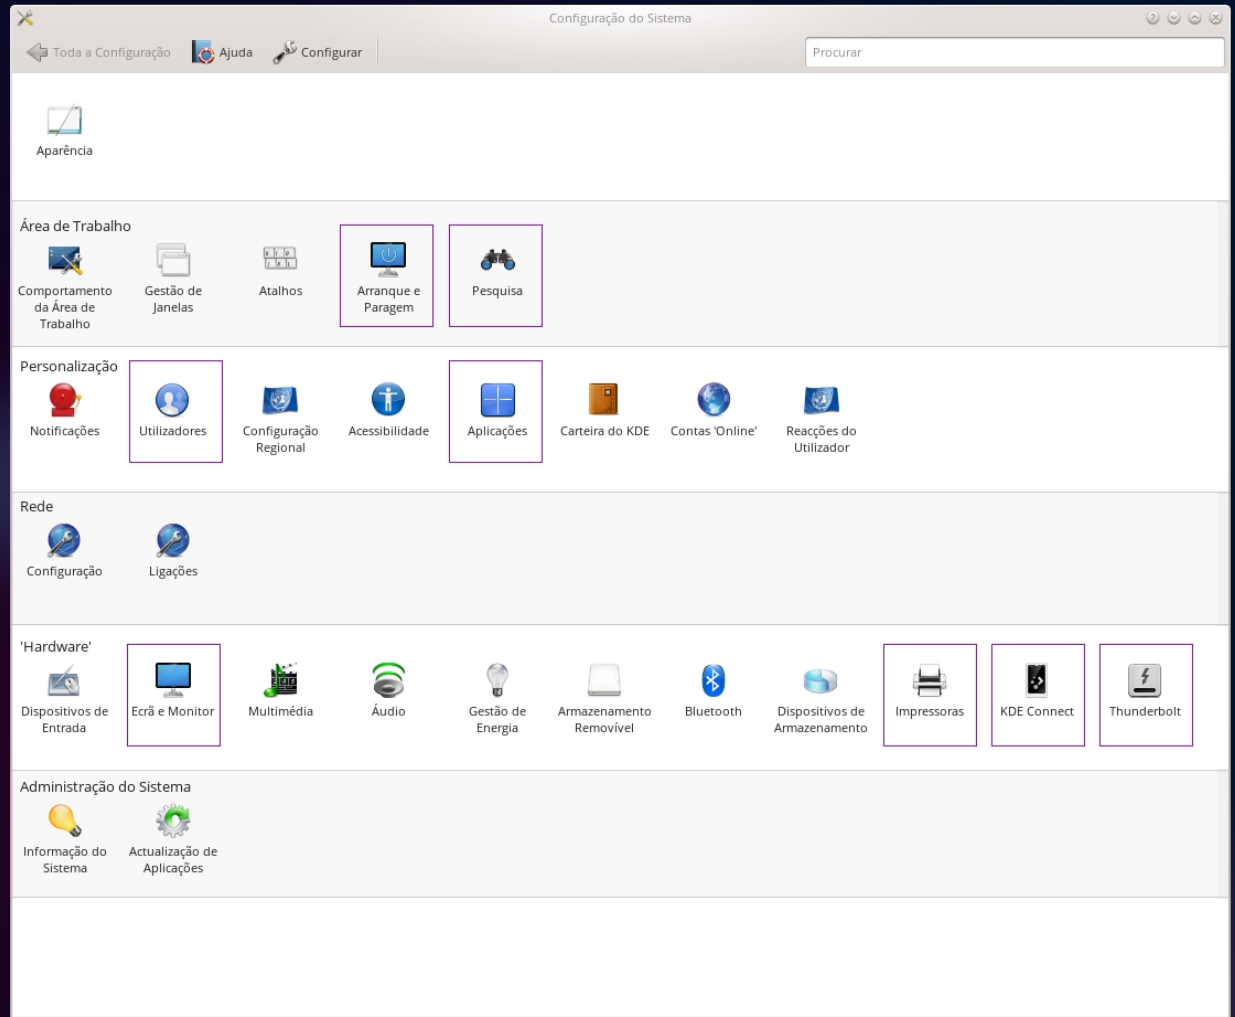 Configuração do Sistema
Toda a Configuração Ajuda Configurar Procurar
Aparência
Área de Trabalho
Comportamento da Área de Trabalho
Gestão de Janelas
Atalhos
Arranque e Paragem
Pesquisa
Personalização
Notificações
Utilizadores
Configuração Regional
Acessibilidade
Aplicações
Carteira do KDE
Contas 'Online'
Reacções do Utilizador
Rede
Configuração
Ligações
'Hardware'
Dispositivos de Entrada
Ecrã e Monitor
Multimédia
Áudio
Gestão de Energia
Armazenamento Removível
Bluetooth
Dispositivos de Armazenamento
Impressoras
KDE Connect
Thunderbolt
Administração do Sistema
Informação do Sistema
Actualização de Aplicações